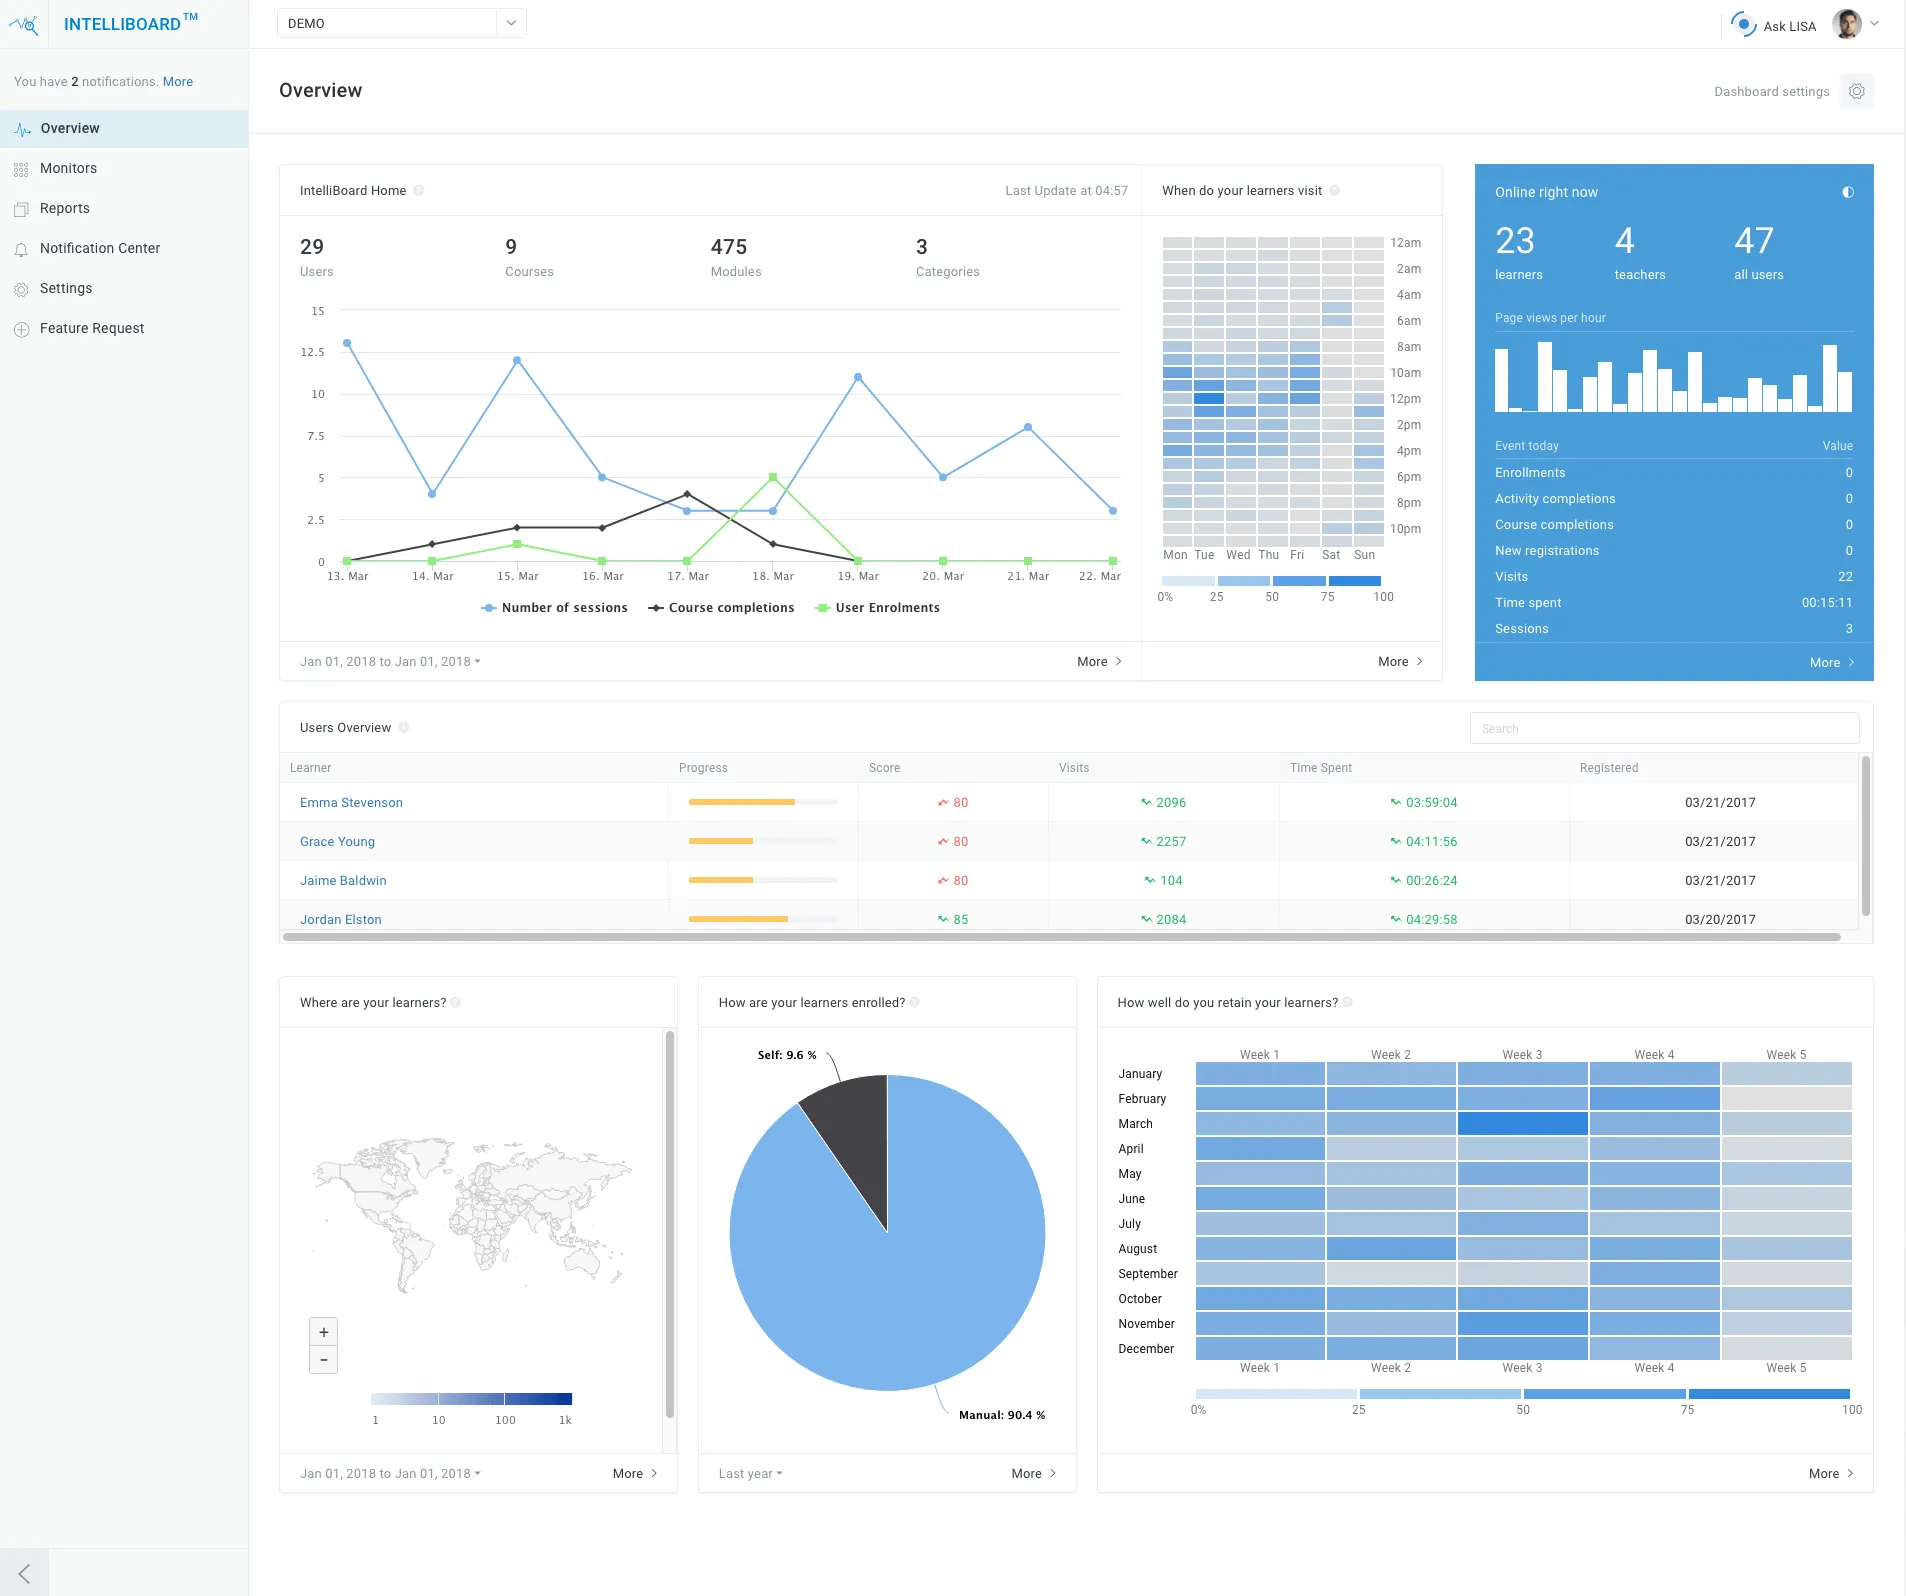 INTELLIBOARD™
DEMO
Ask LISA
You have 2 notifications. More
Overview
Monitors
Reports
Notification Center
Settings
Feature Request
Overview
Dashboard settings
IntelliBoard Home
Last Update at 04:57
29
Users
9
Courses
475
Modules
3
Categories
15
12.5
10
7.5
5
2.5
0
13. Mar 14. Mar 15. Mar 16. Mar 17. Mar 18. Mar 19. Mar 20. Mar 21. Mar 22. Mar
Number of sessions Course completions User Enrolments
Jan 01, 2018 to Jan 01, 2018
More
When do your learners visit
12am
2am
4am
6am
8am
10am
12pm
2pm
4pm
6pm
8pm
10pm
Mon Tue Wed Thu Fri Sat Sun
0% 25 50 75 100
More
Online right now
23 4 47
learners teachers all users
Page views per hour
Event today Value
Enrollments 0
Activity completions 0
Course completions 0
New registrations 0
Visits 22
Time spent 00:15:11
Sessions 3
More
Users Overview
Search
Learner Progress Score Visits Time Spent Registered
Emma Stevenson 80 2096 03:59:04 03/21/2017
Grace Young 80 2257 04:11:56 03/21/2017
Jaime Baldwin 80 104 00:26:24 03/21/2017
Jordan Elston 85 2084 04:29:58 03/20/2017
Where are your learners?
+
−
1 10 100 1k
Jan 01, 2018 to Jan 01, 2018
More
How are your learners enrolled?
Self: 9.6 %
Manual: 90.4 %
Last year
More
How well do you retain your learners?
Week 1 Week 2 Week 3 Week 4 Week 5
January
February
March
April
May
June
July
August
September
October
November
December
Week 1 Week 2 Week 3 Week 4 Week 5
0% 25 50 75 100
More